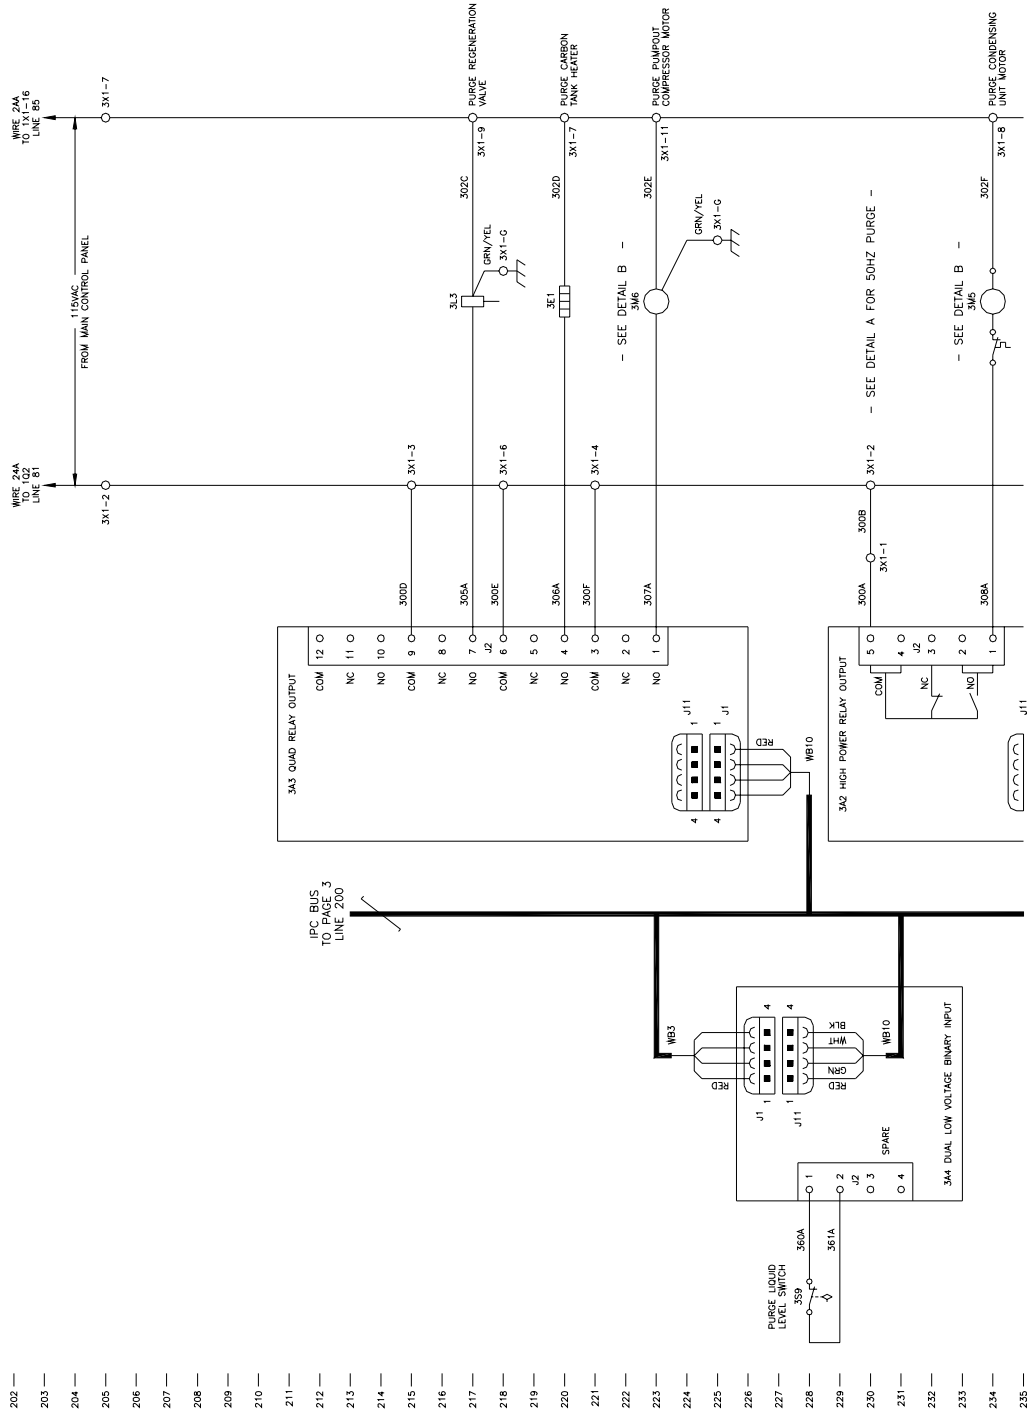 WIRE 24A
TO 1Q2
LINE 81
WIRE 2AA
TO 1X1-16
LINE 85
115VAC
FROM MAIN CONTROL PANEL
3X1-2
3X1-7
IPC BUS
TO PAGE 3
LINE 200
3A3 QUAD RELAY OUTPUT
COM 12
NC 11
NO 10
COM 9
NC 8
NO 7
J2
COM 6
NC 5
NO 4
COM 3
NC 2
NO 1
300D
3X1-3
305A
3L3
GRN/YEL
3X1-G
302C
3X1-9
PURGE REGENERATION
VALVE
300E
3X1-6
306A
3E1
302D
3X1-7
PURGE CARBON
TANK HEATER
300F
3X1-4
- SEE DETAIL B -
307A
3M6
302E
3X1-11
PURGE PUMPOUT
COMPRESSOR MOTOR
GRN/YEL
3X1-G
4 1 J11
4 1 J1
RED
WB10
WB3
RED
J1 1 4
J11 1 4
RED
GRN
WHT
BLK
WB10
PURGE LIQUID
LEVEL SWITCH
3S9
360A
361A
1
2
J2
3
4
SPARE
3A4 DUAL LOW VOLTAGE BINARY INPUT
3A2 HIGH POWER RELAY OUTPUT
COM
NC
NO
5
4
J2
3
2
1
J11
300A
3X1-1
300B
3X1-2
- SEE DETAIL A FOR 50HZ PURGE -
- SEE DETAIL B -
308A
3M5
302F
3X1-8
PURGE CONDENSING
UNIT MOTOR
202
203
204
205
206
207
208
209
210
211
212
213
214
215
216
217
218
219
220
221
222
223
224
225
226
227
228
229
230
231
232
233
234
235